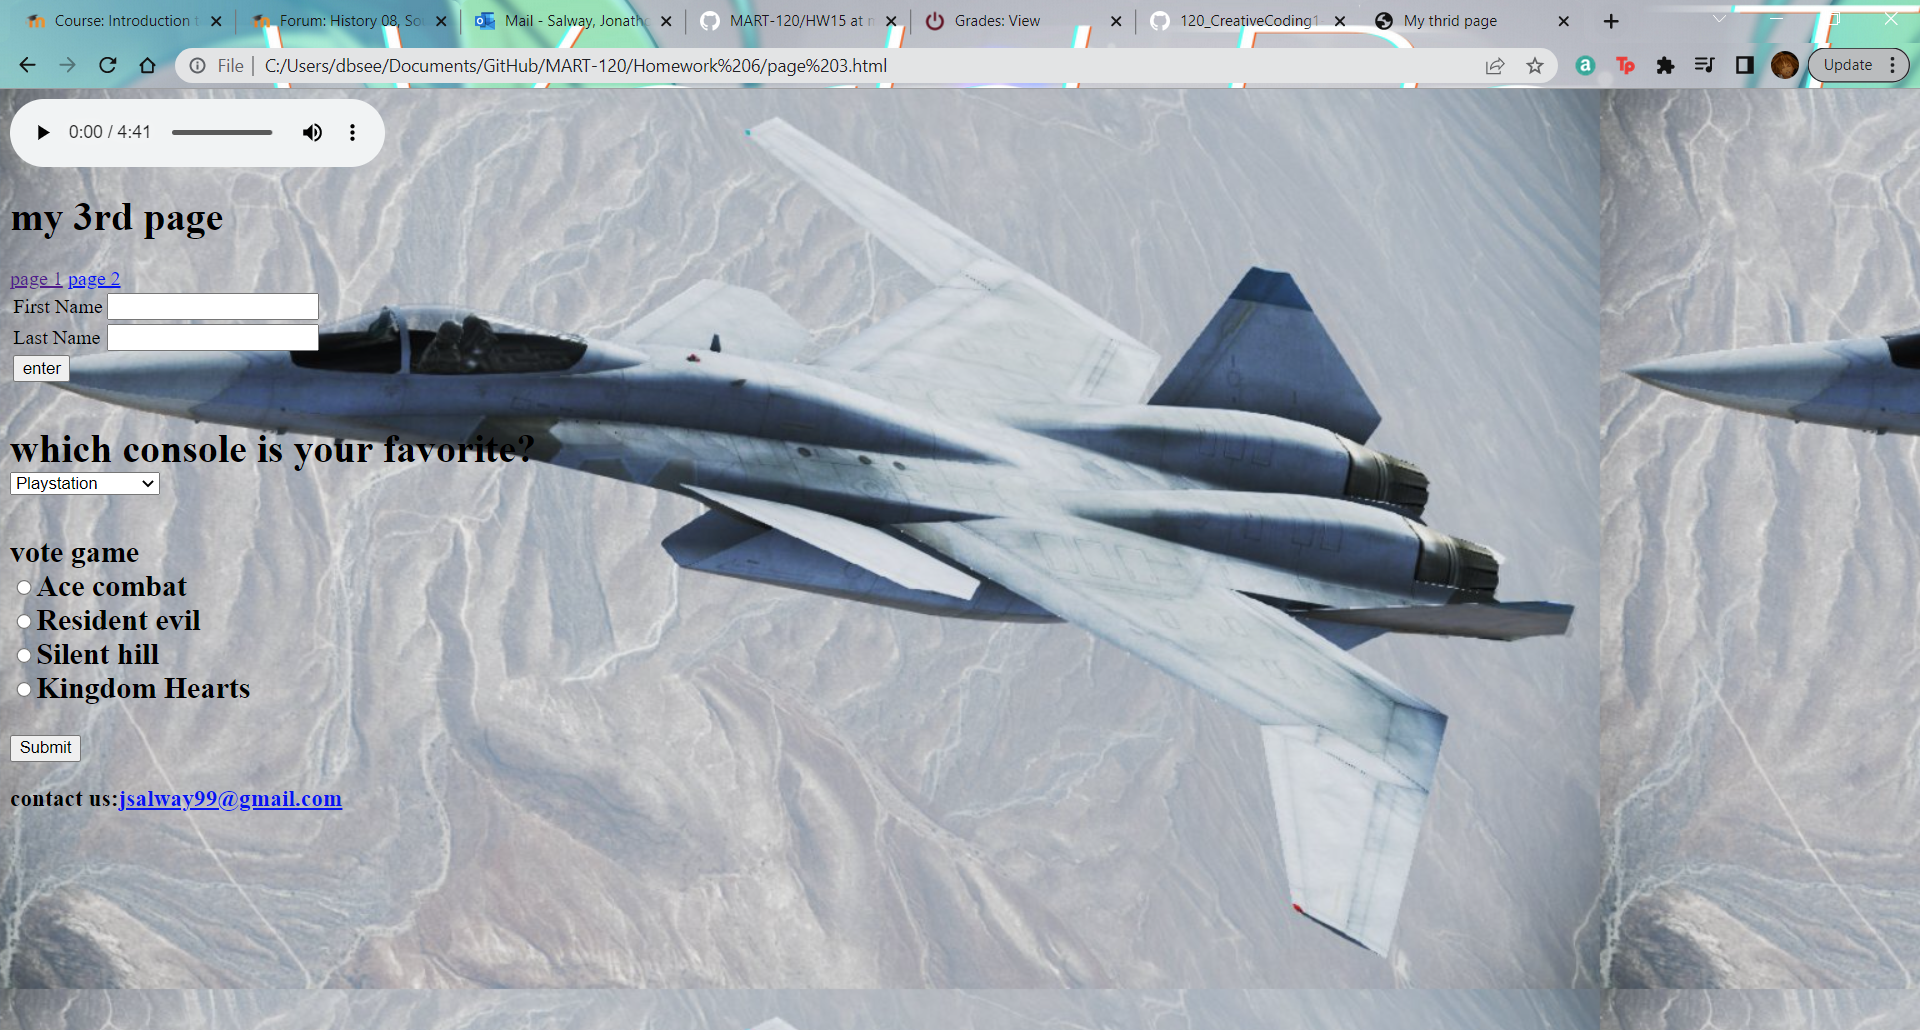 Course: Introduction t
Forum: History 08, Sou
Mail - Salway, Jonatha
MART-120/HW15 at m
Grades: View
120_CreativeCoding1-
My thrid page
File
C:/Users/dbsee/Documents/GitHub/MART-120/Homework%206/page%203.html
Update
0:00 / 4:41
my 3rd page
page 1 page 2
First Name
Last Name
enter
which console is your favorite?
Playstation
vote game
Ace combat
Resident evil
Silent hill
Kingdom Hearts
Submit
contact us:jsalway99@gmail.com